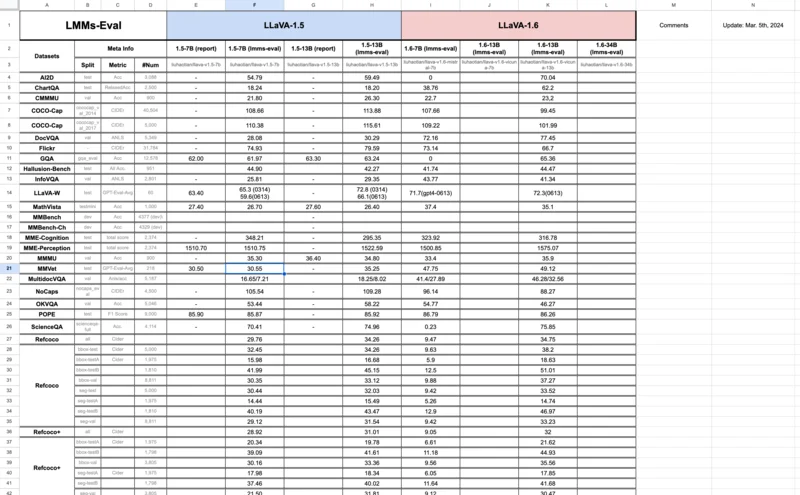 A B C D E F G H I J K L M N
1 LMMs-Eval LLaVA-1.5 LLaVA-1.6 Comments Update: Mar. 5th, 2024
2 Datasets Meta Info 1.5-7B (report) 1.5-7B (lmms-eval) 1.5-13B (report) 1.5-13B (lmms-eval) 1.6-7B (lmms-eval) 1.6-13B (lmms-eval) 1.6-13B (lmms-eval) 1.6-34B (lmms-eval)
3 Split Metric #Num liuhaotian/llava-v1.5-7b liuhaotian/llava-v1.5-7b liuhaotian/llava-v1.5-13b liuhaotian/llava-v1.5-13b liuhaotian/llava-v1.6-mistral-7b liuhaotian/llava-v1.6-vicuna-7b liuhaotian/llava-v1.6-vicuna-13b liuhaotian/llava-v1.6-34b
4 AI2D test Acc - 54.79 - 59.49 0 70.04
5 ChartQA test RelaxedAcc 2,500 - 18.24 - 18.20 38.76 62.2
6 CMMMU val Acc 900 - 21.80 - 26.30 22.7 23,2
7 COCO-Cap CIDEr - 108.66 - 113.88 107.66 99.45
8 COCO-Cap CIDEr 5,000 - 110.38 - 115.61 109.22 101.99
9 DocVQA val ANLS - 28.08 - 30.29 72.16 77.45
10 Flickr - CIDEr 31,784 - 74.93 - 79.59 73.14 66.7
11 GQA gqa_eval Acc 12,578 62.00 61.97 63.30 63.24 0 65.36
12 Hallusion-Bench test All Acc. 951 - 44.90 - 42.27 41.74 44.47
13 InfoVQA val ANLS 2,801 - 25.81 - 29.35 43.77 41.34
14 LLaVA-W test GPT-Eval-Avg 60 63.40 65.3 (0314) 59.6(0613) - 72.8 (0314) 66.1(0613) 71.7(gpt4-0613) 72.3(0613)
15 MathVista testmini Acc 1,000 27.40 26.70 27.60 26.40 37.4 35.1
16 MMBench dev Acc 4377 (dev) -
17 MMBench-Ch dev Acc 4329 (dev) -
18 MME-Cognition test total score 2,374 - 348.21 - 295.35 323.92 316.78
19 MME-Perception test total score 2,374 1510.70 1510.75 - 1522.59 1500.85 1575.07
20 MMMU val Acc 900 - 35.30 36.40 34.80 33.4 35.9
21 MMVet test GPT-Eval-Avg 218 30.50 30.55 - 35.25 47.75 49.12
22 MultidocVQA val Anls/acc 5,187 - 16.65/7.21 - 18.25/8.02 41.4/27.89 46.28/32.56
23 NoCaps CIDEr 4,500 - 105.54 - 109.28 96.14 88.27
24 OKVQA val Acc 5,046 - 53.44 - 58.22 54.77 46.27
25 POPE test F1 Score 9,000 85.90 85.87 - 85.92 86.79 86.26
26 ScienceQA Acc 4,114 - 70.41 - 74.96 0.23 75.85
27 Refcoco all Cider 29.76 34.26 9.47 34.75
28 Refcoco bbox-test Cider 5,000 32.45 34.26 9.63 38.2
29 bbox-testA Cider 1,975 15.98 16.68 5.9 18.63
30 bbox-testB Cider 1,810 41.99 45.15 12.5 51.01
31 bbox-val Cider 8,811 30.35 33.12 9.88 37.27
32 seg-test Cider 5,000 30.44 32.03 9.42 33.52
33 seg-testA Cider 1,975 14.44 15.49 5.26 14.74
34 seg-testB Cider 1,810 40.19 43.47 12.9 46.97
35 seg-val Cider 8,811 29.12 31.54 9.42 33.23
36 Refcoco+ all Cider 28.92 31.01 9.05 32
37 Refcoco+ bbox-testA Cider 1,975 20.34 19.78 6.61 21.62
38 bbox-testB Cider 1,798 39.09 41.61 11.18 44.93
39 bbox-val Cider 3,805 30.16 33.36 9.56 35.56
40 seg-testA Cider 1,975 17.98 18.34 6.05 17.85
41 seg-testB Cider 1,798 37.46 40.02 11.64 41.68
42 seg-val 3,805 21.50 31.81 9.12 30.47